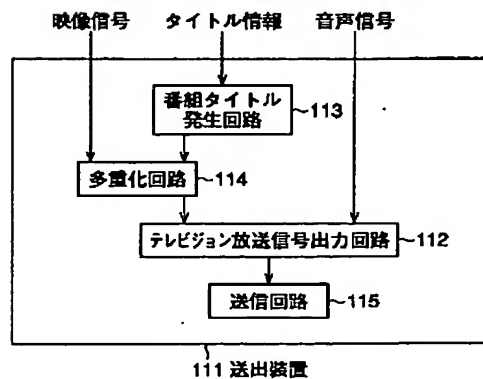 映像信号 タイトル情報 音声信号
番組タイトル
発生回路
113
多重化回路
114
テレビジョン放送信号出力回路
112
送信回路
115
111 送出装置